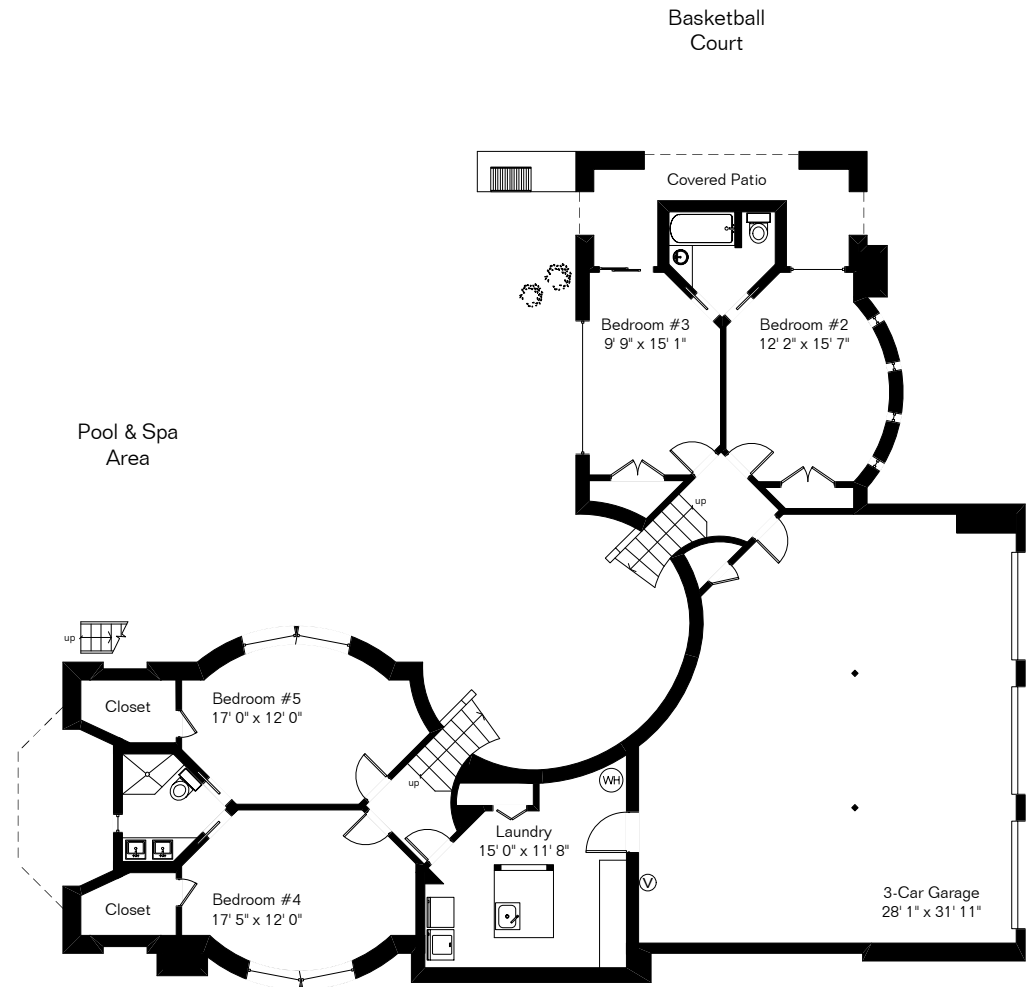 Basketball
Court
Covered Patio
Bedroom #3
9' 9" x 15' 1"
Bedroom #2
12' 2" x 15' 7"
Pool & Spa
Area
up
up
Closet
Bedroom #5
17' 0" x 12' 0"
up
WH
Laundry
15' 0" x 11' 8"
V
3-Car Garage
28' 1" x 31' 11"
Bedroom #4
17' 5" x 12' 0"
Closet